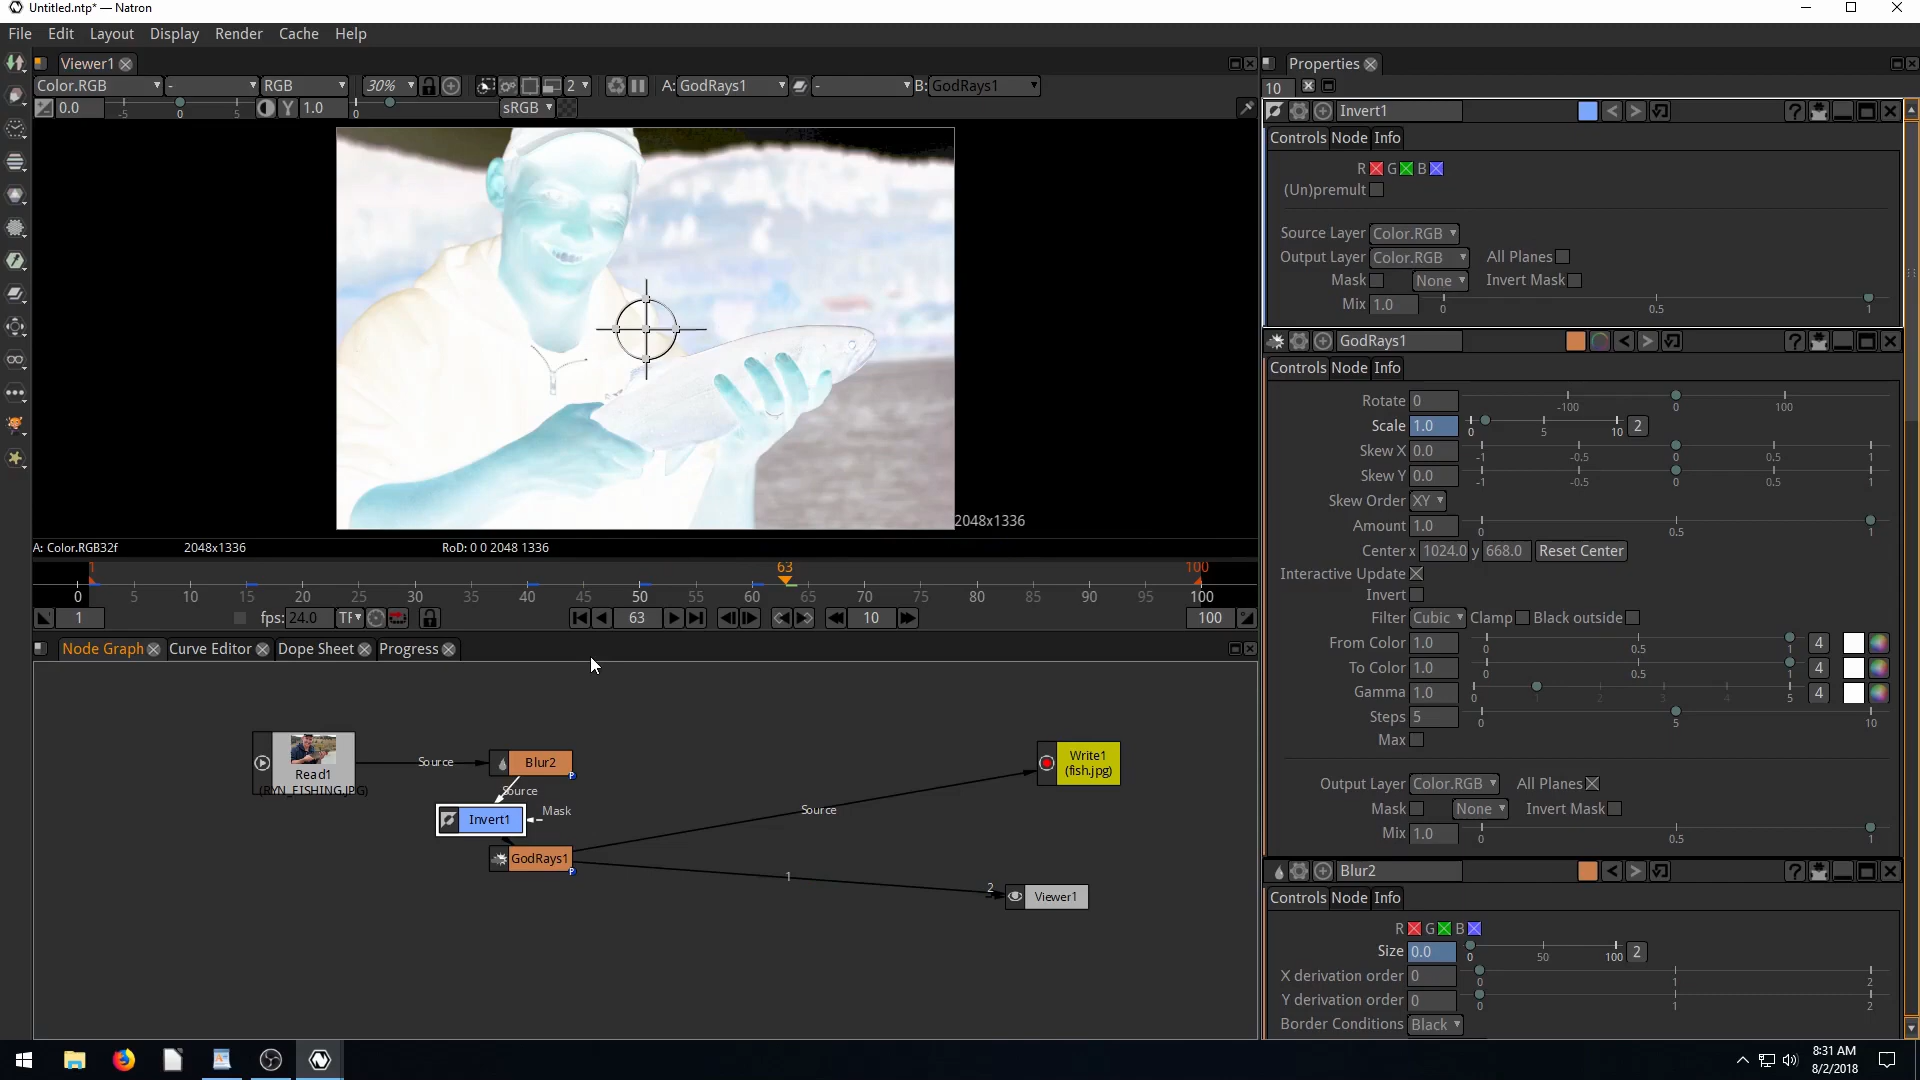 Untitled.ntp* — Natron
File Edit Layout Display Render Cache Help
Viewer1
Color.RGB - RGB 30% 2 A: GodRays1 - B: GodRays1
0.0 -5 0 5 Y 1.0 0 sRGB
2048x1336
A: Color.RGB32f 2048x1336 RoD: 0 0 2048 1336
1 63 100
0 5 10 15 20 25 30 35 40 45 50 55 60 65 70 75 80 85 90 95 100
1 fps: 24.0 TF 63 10 100
Node Graph Curve Editor Dope Sheet Progress
Read1
(RYN_FISHING.JPG)
Source
Blur2
Source
Invert1
Mask
GodRays1
Source
Write1
(fish.jpg)
1
2
Viewer1
Properties
10
Invert1
Controls Node Info
R G B
(Un)premult
Source Layer Color.RGB
Output Layer Color.RGB All Planes
Mask None Invert Mask
Mix 1.0 0 0.5 1
GodRays1
Controls Node Info
Rotate 0 -100 0 100
Scale 1.0 0 5 10 2
Skew X 0.0 -1 -0.5 0 0.5 1
Skew Y 0.0 -1 -0.5 0 0.5 1
Skew Order XY
Amount 1.0 0 0.5 1
Center x 1024.0 y 668.0 Reset Center
Interactive Update
Invert
Filter Cubic Clamp Black outside
From Color 1.0 0 0.5 1 4
To Color 1.0 0 0.5 1 4
Gamma 1.0 0 1 2 3 4 5 4
Steps 5 0 5 10
Max
Output Layer Color.RGB All Planes
Mask None Invert Mask
Mix 1.0 0 0.5 1
Blur2
Controls Node Info
R G B
Size 0.0 0 50 100 2
X derivation order 0 0 1 2
Y derivation order 0 0 1 2
Border Conditions Black
8:31 AM
8/2/2018